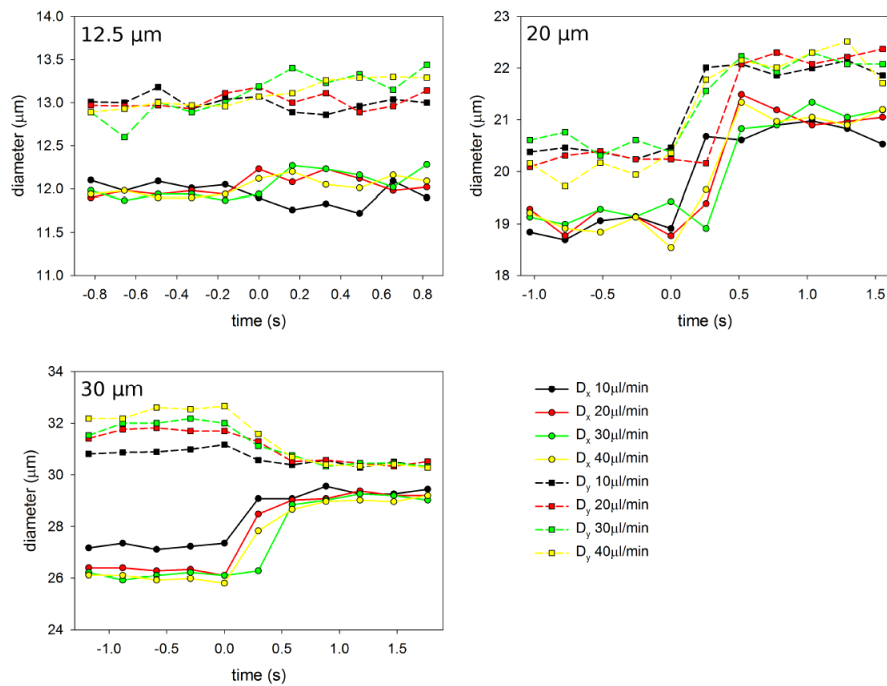 12.5 μm
14.0
13.5
13.0
12.5
12.0
11.5
11.0
diameter (μm)
-0.8 -0.6 -0.4 -0.2 0.0 0.2 0.4 0.6 0.8
time (s)
20 μm
23
22
21
20
19
18
diameter (μm)
-1.0 -0.5 0.0 0.5 1.0 1.5
time (s)
30 μm
34
32
30
28
26
24
diameter (μm)
-1.0 -0.5 0.0 0.5 1.0 1.5
time (s)
Dx 10μl/min
Dx 20μl/min
Dx 30μl/min
Dx 40μl/min
Dy 10μl/min
Dy 20μl/min
Dy 30μl/min
Dy 40μl/min